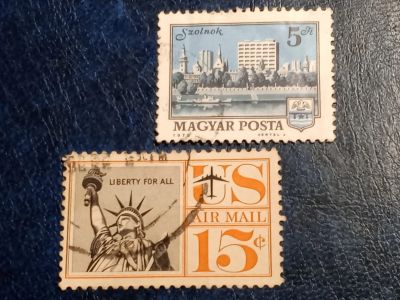 Szolnok 5 Ft
MAGYAR POSTA
LIBERTY FOR ALL
US
AIR MAIL
15¢